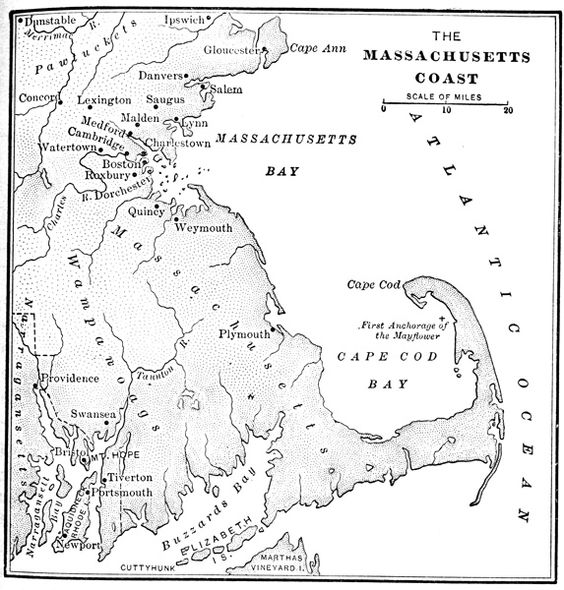 THE
MASSACHUSETTS
COAST
SCALE OF MILES
0 10 20
Dunstable
Merrimac R.
Ipswich
Pawtuckets
Gloucester
Cape Ann
Danvers
Salem
Concord
Lexington
Saugus
Malden
Lynn
Medford
Cambridge
Charlestown
Watertown
Boston
Roxbury
Dorchester
MASSACHUSETTS
BAY
ATLANTIC OCEAN
Charles R.
Quincy
Weymouth
Massachusetts
Wampanoags
Narragansetts
Cape Cod
First Anchorage of
the Mayflower
Plymouth
CAPE COD
BAY
Taunton R.
Providence
Swansea
Bristol
MT. HOPE
Tiverton
Portsmouth
Narragansett
Bay
AQUIDNECK
RHODE I.
Newport
Buzzards Bay
ELIZABETH
IS.
CUTTYHUNK
MARTHAS
VINEYARD I.